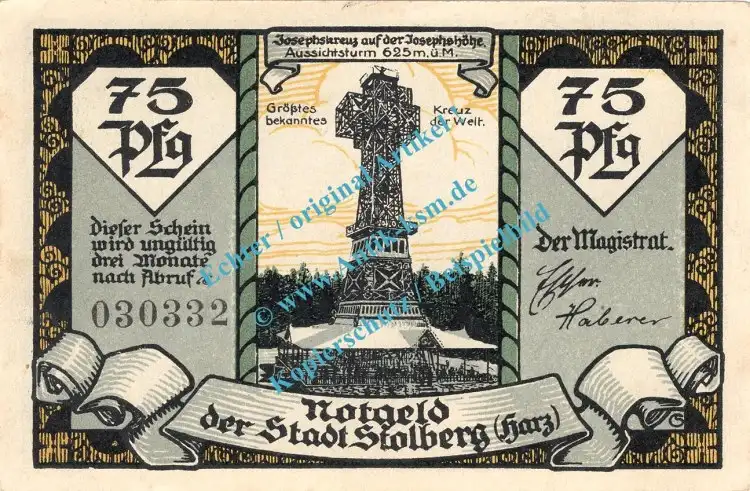 Josephskreuz auf der Josephshöhe,
Aussichtsturm 625 m.ü.M.
75
Pfg
Größtes
bekanntes
Kreuz
der Welt.
75
Pfg
Dieser Schein
wird ungültig
drei Monate
nach Abruf.
030332
Der Magistrat.
Haberer
Notgeld
der Stadt Stolberg (Harz)
Echter / original Artikel
© www.Antik-ksm.de
Kopierschutz / Beispielbild